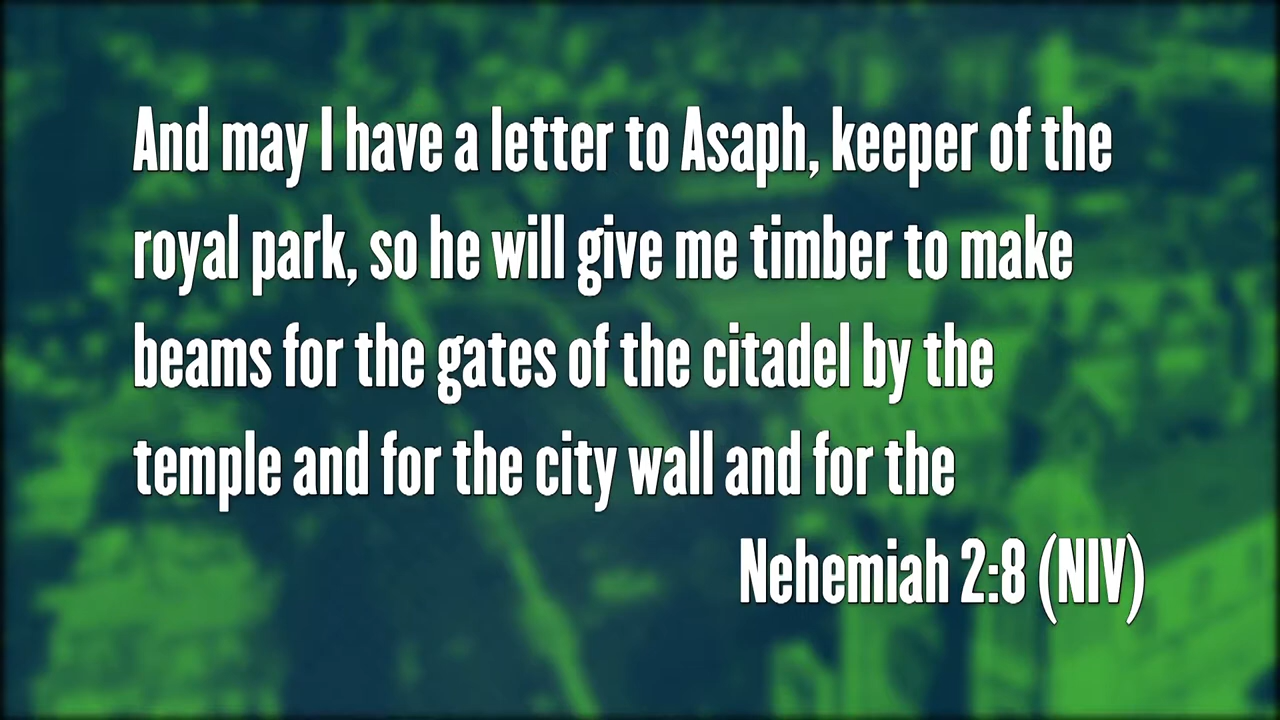 And may I have a letter to Asaph, keeper of the
royal park, so he will give me timber to make
beams for the gates of the citadel by the
temple and for the city wall and for the
Nehemiah 2:8 (NIV)